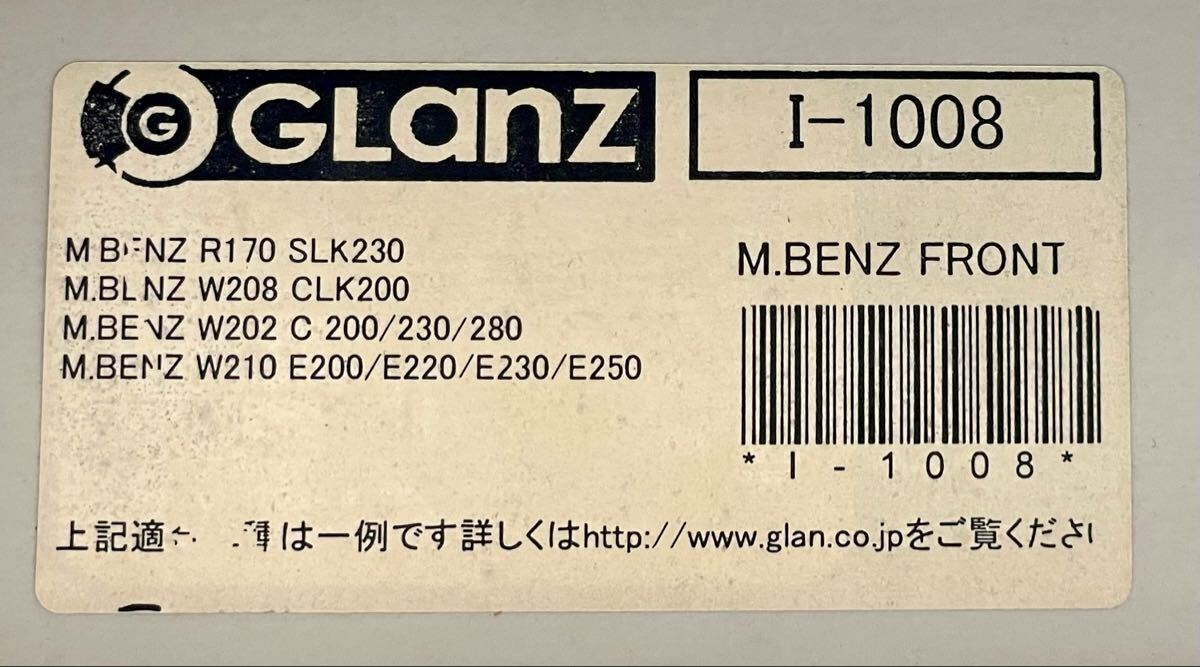 G GLanz
I-1008
M.BENZ R170 SLK230
M.BENZ W208 CLK200
M.BENZ W202 C 200/230/280
M.BENZ W210 E200/E220/E230/E250
M.BENZ FRONT
*I-1008*
上記適 は一例です詳しくはhttp://www.glan.co.jpをご覧くださ